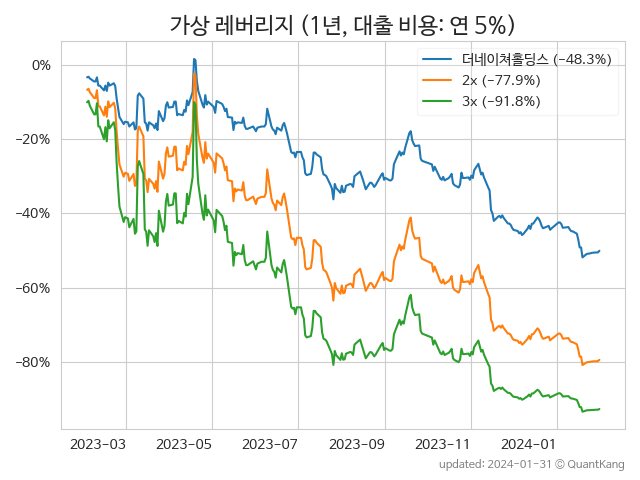 가상 레버리지 (1년, 대출 비용: 연 5%)
더네이쳐홀딩스 (−48.3%)
2x (−77.9%)
3x (−91.8%)
0%
−20%
−40%
−60%
−80%
2023-03 2023-05 2023-07 2023-09 2023-11 2024-01
updated: 2024-01-31 © QuantKang